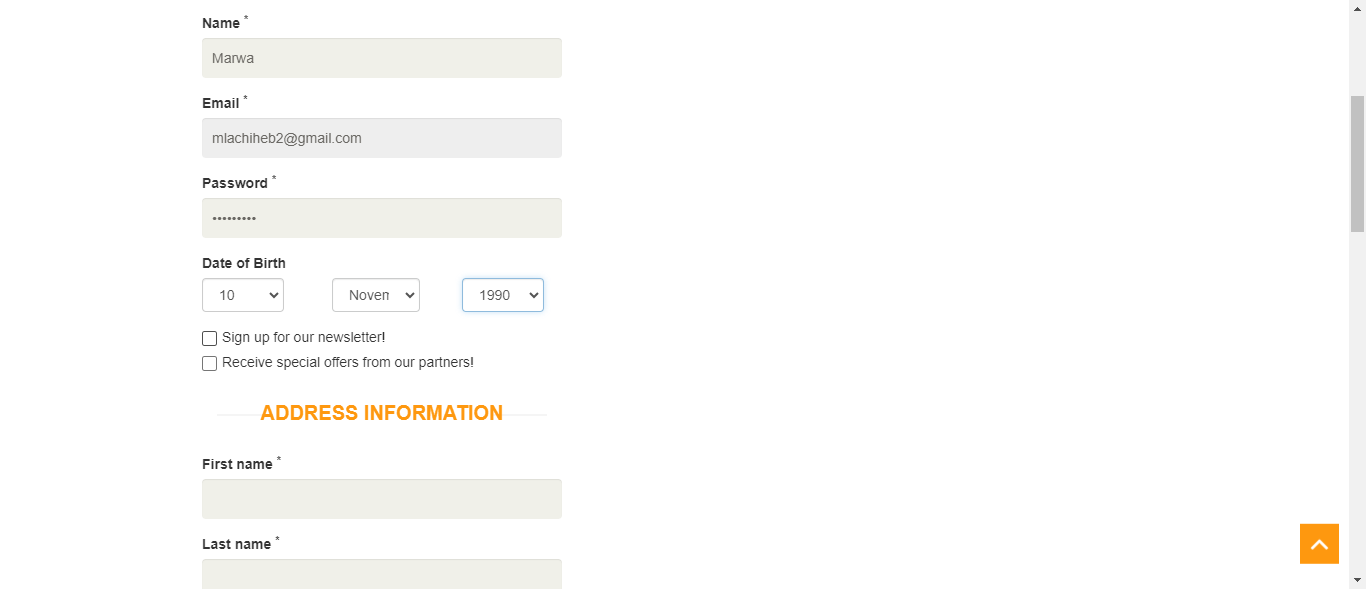 Name *
Marwa
Email *
mlachiheb2@gmail.com
Password *
•••••••••
Date of Birth
10 Novem 1990
Sign up for our newsletter!
Receive special offers from our partners!
ADDRESS INFORMATION
First name *
Last name *